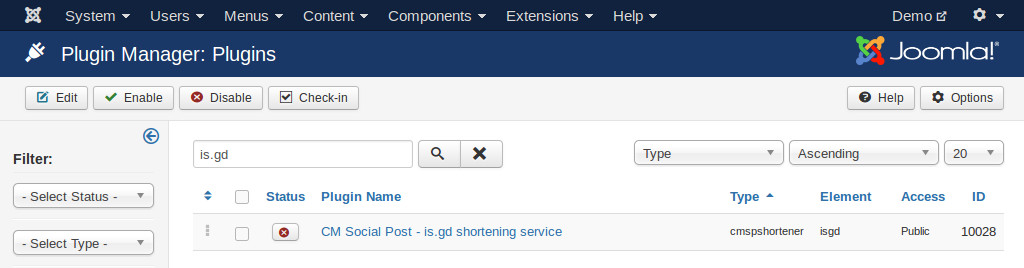 System Users Menus Content Components Extensions Help Demo
Plugin Manager: Plugins Joomla!®
Edit Enable Disable Check-in Help Options
Filter:
is.gd Type Ascending 20
- Select Status -
Status Plugin Name Type Element Access ID
CM Social Post - is.gd shortening service cmspshortener isgd Public 10028
- Select Type -